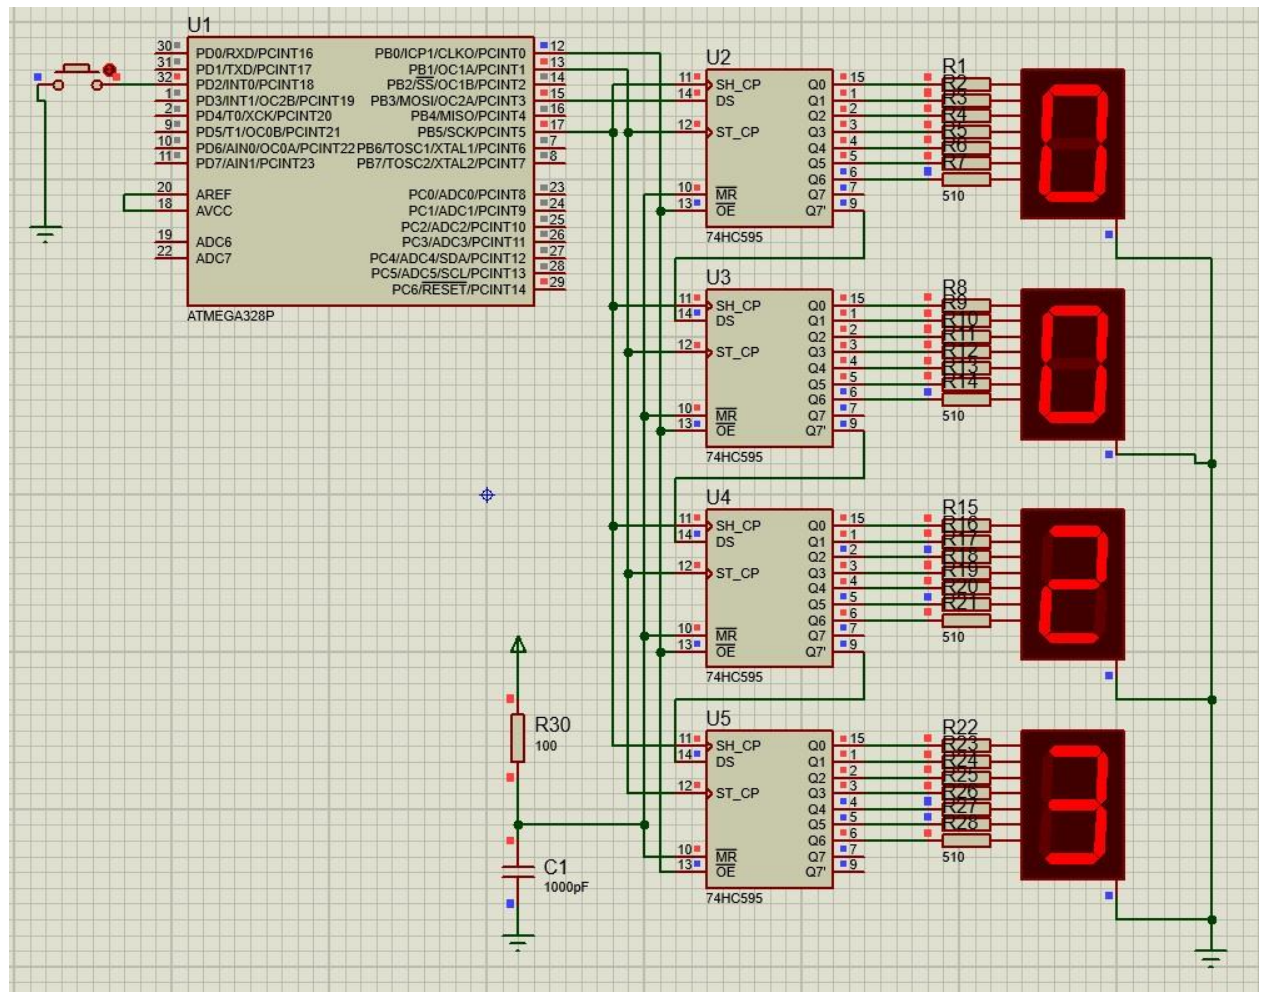 U1
30 PD0/RXD/PCINT16 PB0/ICP1/CLKO/PCINT0 12
31 PD1/TXD/PCINT17 PB1/OC1A/PCINT1 13
32 PD2/INT0/PCINT18 PB2/SS/OC1B/PCINT2 14
1 PD3/INT1/OC2B/PCINT19 PB3/MOSI/OC2A/PCINT3 15
2 PD4/T0/XCK/PCINT20 PB4/MISO/PCINT4 16
9 PD5/T1/OC0B/PCINT21 PB5/SCK/PCINT5 17
10 PD6/AIN0/OC0A/PCINT22 PB6/TOSC1/XTAL1/PCINT6 7
11 PD7/AIN1/PCINT23 PB7/TOSC2/XTAL2/PCINT7 8
20 AREF PC0/ADC0/PCINT8 23
18 AVCC PC1/ADC1/PCINT9 24
PC2/ADC2/PCINT10 25
19 ADC6 PC3/ADC3/PCINT11 26
22 ADC7 PC4/ADC4/SDA/PCINT12 27
PC5/ADC5/SCL/PCINT13 28
PC6/RESET/PCINT14 29
ATMEGA328P
U2
11 SH_CP Q0 15
14 DS Q1 1
Q2 2
12 ST_CP Q3 3
Q4 4
Q5 5
Q6 6
10 MR Q7 7
13 OE Q7' 9
74HC595
R1
R2
R3
R4
R5
R6
R7
510
0
U3
11 SH_CP Q0 15
14 DS Q1 1
Q2 2
12 ST_CP Q3 3
Q4 4
Q5 5
Q6 6
10 MR Q7 7
13 OE Q7' 9
74HC595
R8
R9
R10
R11
R12
R13
R14
510
0
U4
11 SH_CP Q0 15
14 DS Q1 1
Q2 2
12 ST_CP Q3 3
Q4 4
Q5 5
Q6 6
10 MR Q7 7
13 OE Q7' 9
74HC595
R15
R16
R17
R18
R19
R20
R21
510
2
U5
11 SH_CP Q0 15
14 DS Q1 1
Q2 2
12 ST_CP Q3 3
Q4 4
Q5 5
Q6 6
10 MR Q7 7
13 OE Q7' 9
74HC595
R22
R23
R24
R25
R26
R27
R28
510
3
R30
100
C1
1000pF